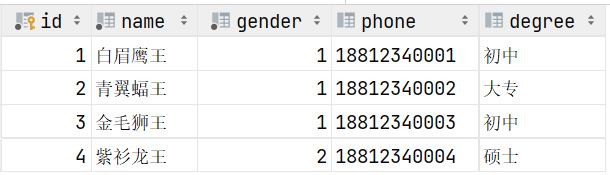 id name gender phone degree
1 白眉鹰王 1 18812340001 初中
2 青翼蝠王 1 18812340002 大专
3 金毛狮王 1 18812340003 初中
4 紫衫龙王 2 18812340004 硕士